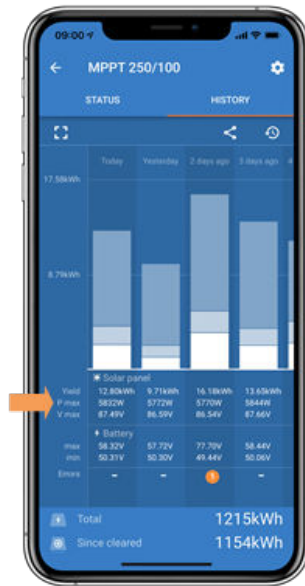 09:00
MPPT 250/100
STATUS HISTORY
Today Yesterday 2 days ago 3 days ago 4
17.58kWh
8.79kWh
Solar panel
Yield 12.80kWh 9.71kWh 16.18kWh 13.65kWh
P max 5832W 5772W 5770W 5844W
V max 87.49V 86.59V 86.54V 87.66V
Battery
max 58.32V 57.72V 77.70V 58.44V
min 50.31V 50.30V 49.44V 50.06V
Errors - - 1 -
Total 1215kWh
Since cleared 1154kWh